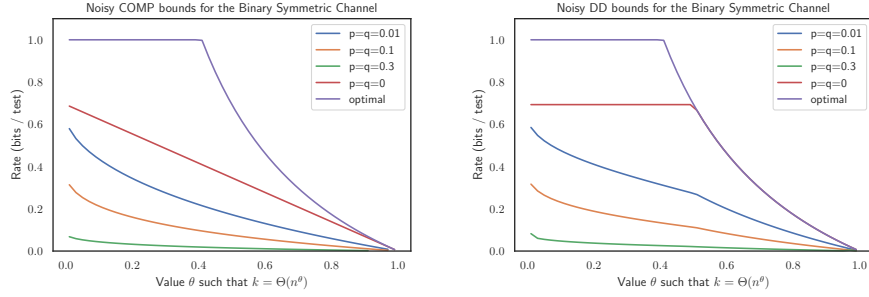 Noisy COMP bounds for the Binary Symmetric Channel
Rate (bits / test)
1.0
0.8
0.6
0.4
0.2
0.0
p=q=0.01
p=q=0.1
p=q=0.3
p=q=0
optimal
0.0 0.2 0.4 0.6 0.8 1.0
Value θ such that k = Θ(n^θ)
Noisy DD bounds for the Binary Symmetric Channel
Rate (bits / test)
1.0
0.8
0.6
0.4
0.2
0.0
p=q=0.01
p=q=0.1
p=q=0.3
p=q=0
optimal
0.0 0.2 0.4 0.6 0.8 1.0
Value θ such that k = Θ(n^θ)